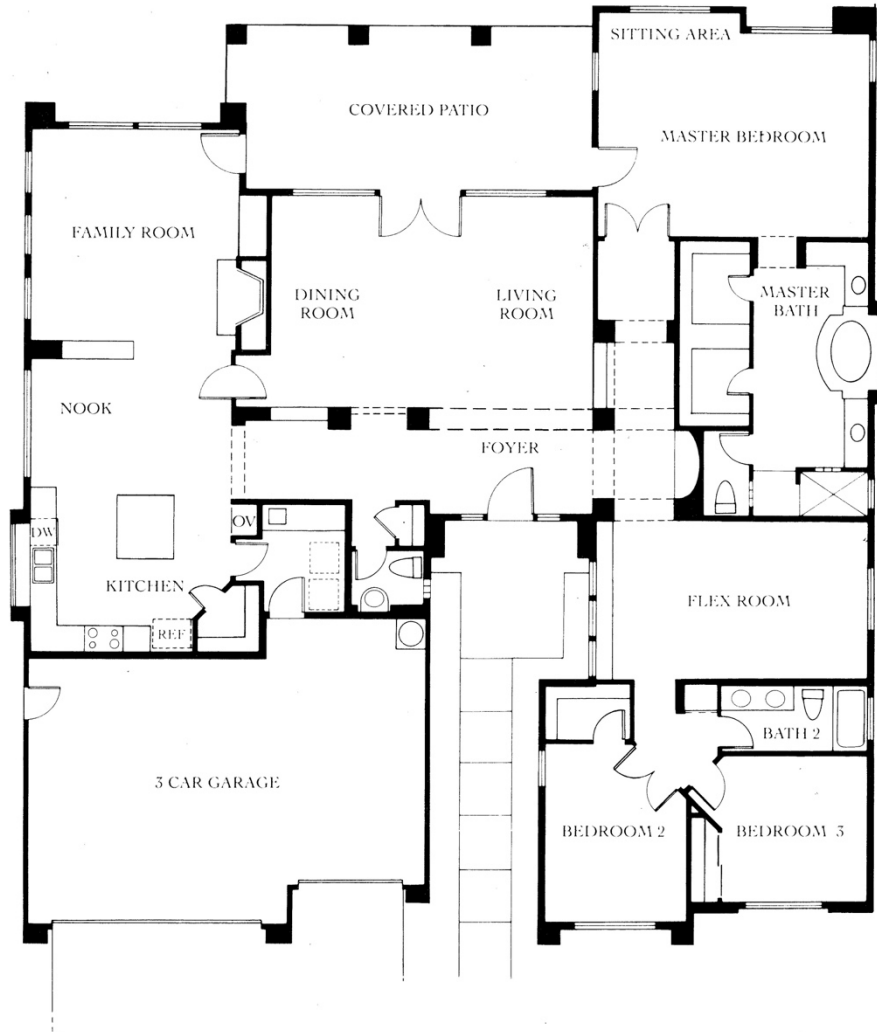 SITTING AREA
COVERED PATIO
MASTER BEDROOM
FAMILY ROOM
DINING
ROOM
LIVING
ROOM
MASTER
BATH
NOOK
FOYER
OV
DW
KITCHEN
REF
FLEX ROOM
BATH 2
3 CAR GARAGE
BEDROOM 2
BEDROOM 3